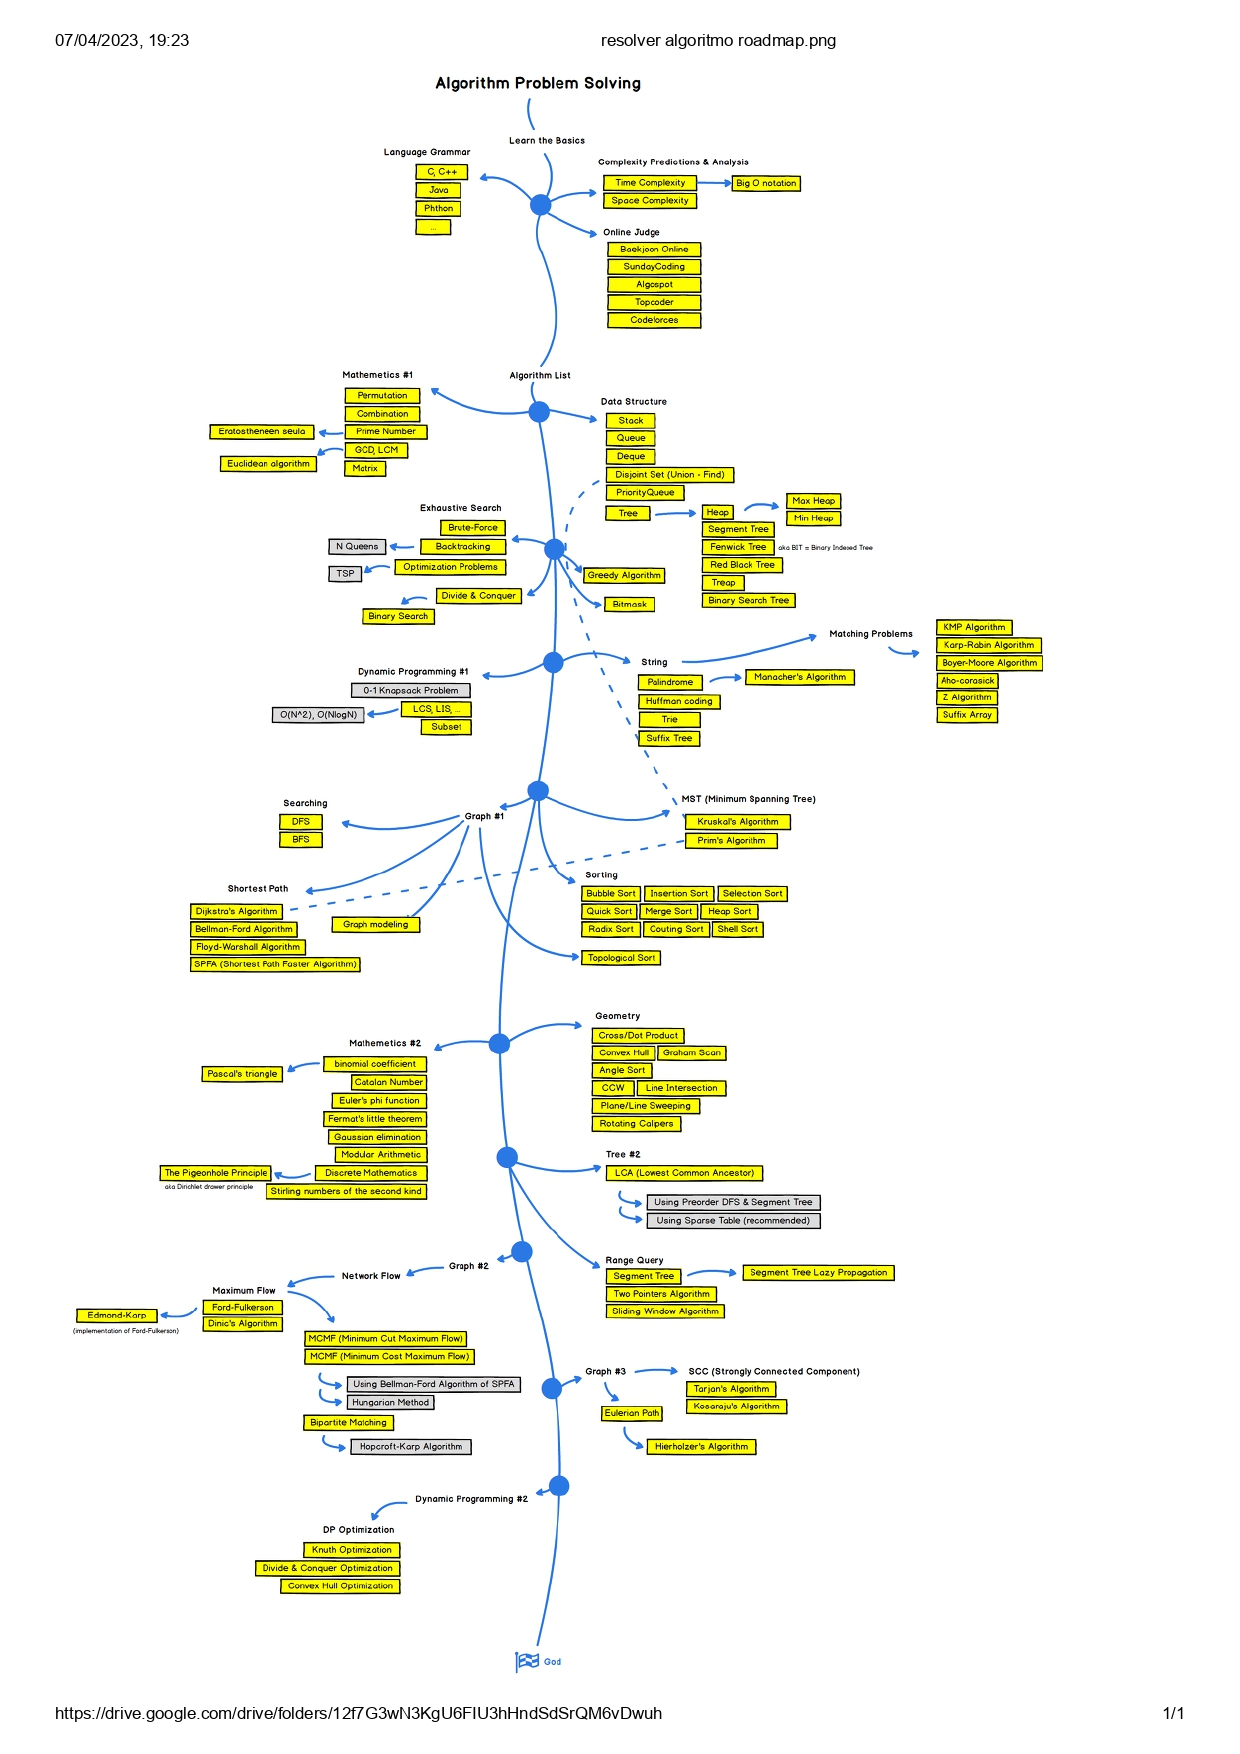 07/04/2023, 19:23
resolver algoritmo roadmap.png
Algorithm Problem Solving
Learn the Basics
Language Grammar
C, C++
Java
Phthon
...
Complexity Predictions & Analysis
Time Complexity
Big O notation
Space Complexity
Online Judge
Baekjoon Online
SundayCoding
Algospot
Topcoder
Codeforces
Algorithm List
Mathemetics #1
Permutation
Combination
Prime Number
Eratostheneen seula
GCD, LCM
Euclidean algorithm
Matrix
Data Structure
Stack
Queue
Deque
Disjoint Set (Union - Find)
PriorityQueue
Tree
Heap
Max Heap
Min Heap
Segment Tree
Fenwick Tree
aka BIT = Binary Indexed Tree
Red Black Tree
Treap
Binary Search Tree
Exhaustive Search
Brute-Force
Backtracking
N Queens
Optimization Problems
TSP
Divide & Conquer
Binary Search
Greedy Algorithm
Bitmask
Dynamic Programming #1
0-1 Knapsack Problem
LCS, LIS, ...
O(N^2), O(NlogN)
Subset
String
Palindrome
Manacher's Algorithm
Huffman coding
Trie
Suffix Tree
Matching Problems
KMP Algorithm
Karp-Rabin Algorithm
Boyer-Moore Algorithm
Aho-corasick
Z Algorithm
Suffix Array
Graph #1
Searching
DFS
BFS
Shortest Path
Dijkstra's Algorithm
Bellman-Ford Algorithm
Floyd-Warshall Algorithm
SPFA (Shortest Path Faster Algorithm)
Graph modeling
MST (Minimum Spanning Tree)
Kruskal's Algorithm
Prim's Algorithm
Sorting
Bubble Sort Insertion Sort Selection Sort
Quick Sort Merge Sort Heap Sort
Radix Sort Couting Sort Shell Sort
Topological Sort
Mathemetics #2
binomial coefficient
Pascal's triangle
Catalan Number
Euler's phi function
Fermat's little theorem
Gaussian elimination
Modular Arithmetic
Discrete Mathematics
The Pigeonhole Principle
aka Dirichlet drawer principle
Stirling numbers of the second kind
Geometry
Cross/Dot Product
Convex Hull Graham Scan
Angle Sort
CCW Line Intersection
Plane/Line Sweeping
Rotating Calipers
Tree #2
LCA (Lowest Common Ancestor)
Using Preorder DFS & Segment Tree
Using Sparse Table (recommended)
Range Query
Segment Tree
Segment Tree Lazy Propagation
Two Pointers Algorithm
Sliding Window Algorithm
Graph #2
Network Flow
Maximum Flow
Ford-Fulkerson
Edmond-Karp
(implementation of Ford-Fulkerson)
Dinic's Algorithm
MCMF (Minimum Cut Maximum Flow)
MCMF (Minimum Cost Maximum Flow)
Using Bellman-Ford Algorithm of SPFA
Hungarian Method
Bipartite Matching
Hopcroft-Karp Algorithm
Graph #3
SCC (Strongly Connected Component)
Tarjan's Algorithm
Kosaraju's Algorithm
Eulerian Path
Hierholzer's Algorithm
Dynamic Programming #2
DP Optimization
Knuth Optimization
Divide & Conquer Optimization
Convex Hull Optimization
God
https://drive.google.com/drive/folders/12f7G3wN3KgU6FIU3hHndSdSrQM6vDwuh
1/1